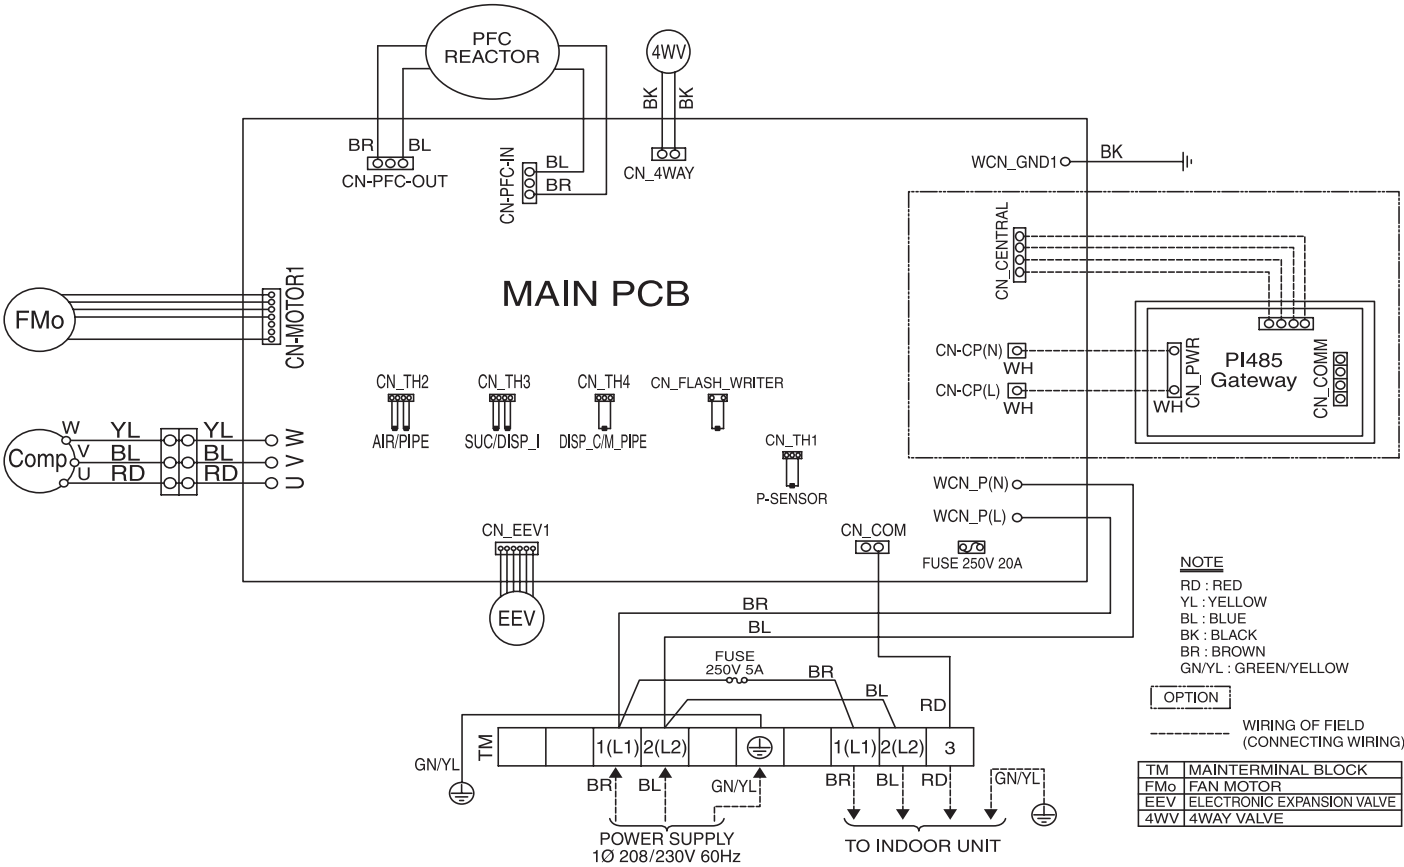 PFC
REACTOR
4WV
BK BK
BR BL
CN-PFC-OUT
CN-PFC-IN
BL
BR
CN_4WAY
WCN_GND1
BK
CN_CENTRAL
MAIN PCB
FMo
CN-MOTOR1
CN-CP(N)
WH
CN-CP(L)
WH
WH
CN_PWR
PI485
Gateway
CN_COMM
CN_TH2
AIR/PIPE
CN_TH3
SUC/DISP_I
CN_TH4
DISP_C/M_PIPE
CN_FLASH_WRITER
CN_TH1
P-SENSOR
Comp
W YL YL W
V BL BL V
U RD RD U
WCN_P(N)
WCN_P(L)
CN_EEV1
EEV
CN_COM
FUSE 250V 20A
BR
BL
FUSE
250V 5A
BR
BL
RD
NOTE
RD : RED
YL : YELLOW
BL : BLUE
BK : BLACK
BR : BROWN
GN/YL : GREEN/YELLOW
OPTION
WIRING OF FIELD
(CONNECTING WIRING)
TM
1(L1) 2(L2) 1(L1) 2(L2) 3
GN/YL
BR BL GN/YL BR BL RD GN/YL
POWER SUPPLY
1Ø 208/230V 60Hz
TO INDOOR UNIT
TM MAINTERMINAL BLOCK
FMo FAN MOTOR
EEV ELECTRONIC EXPANSION VALVE
4WV 4WAY VALVE